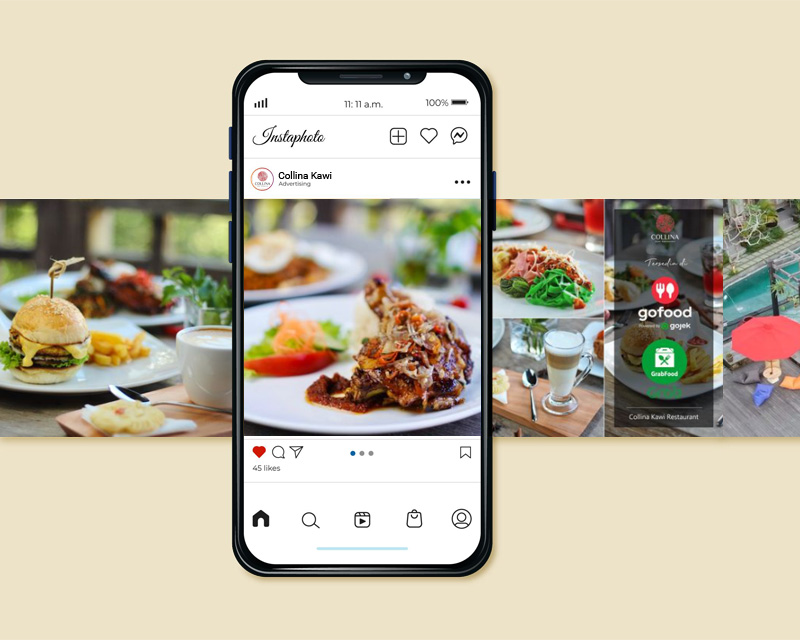 11:11 a.m.
100%
Instaphoto
COLLINA
Collina Kawi
Advertising
45 likes
COLLINA
Tersedia di
gofood
Powered by gojek
GrabFood
Collina Kawi Restaurant